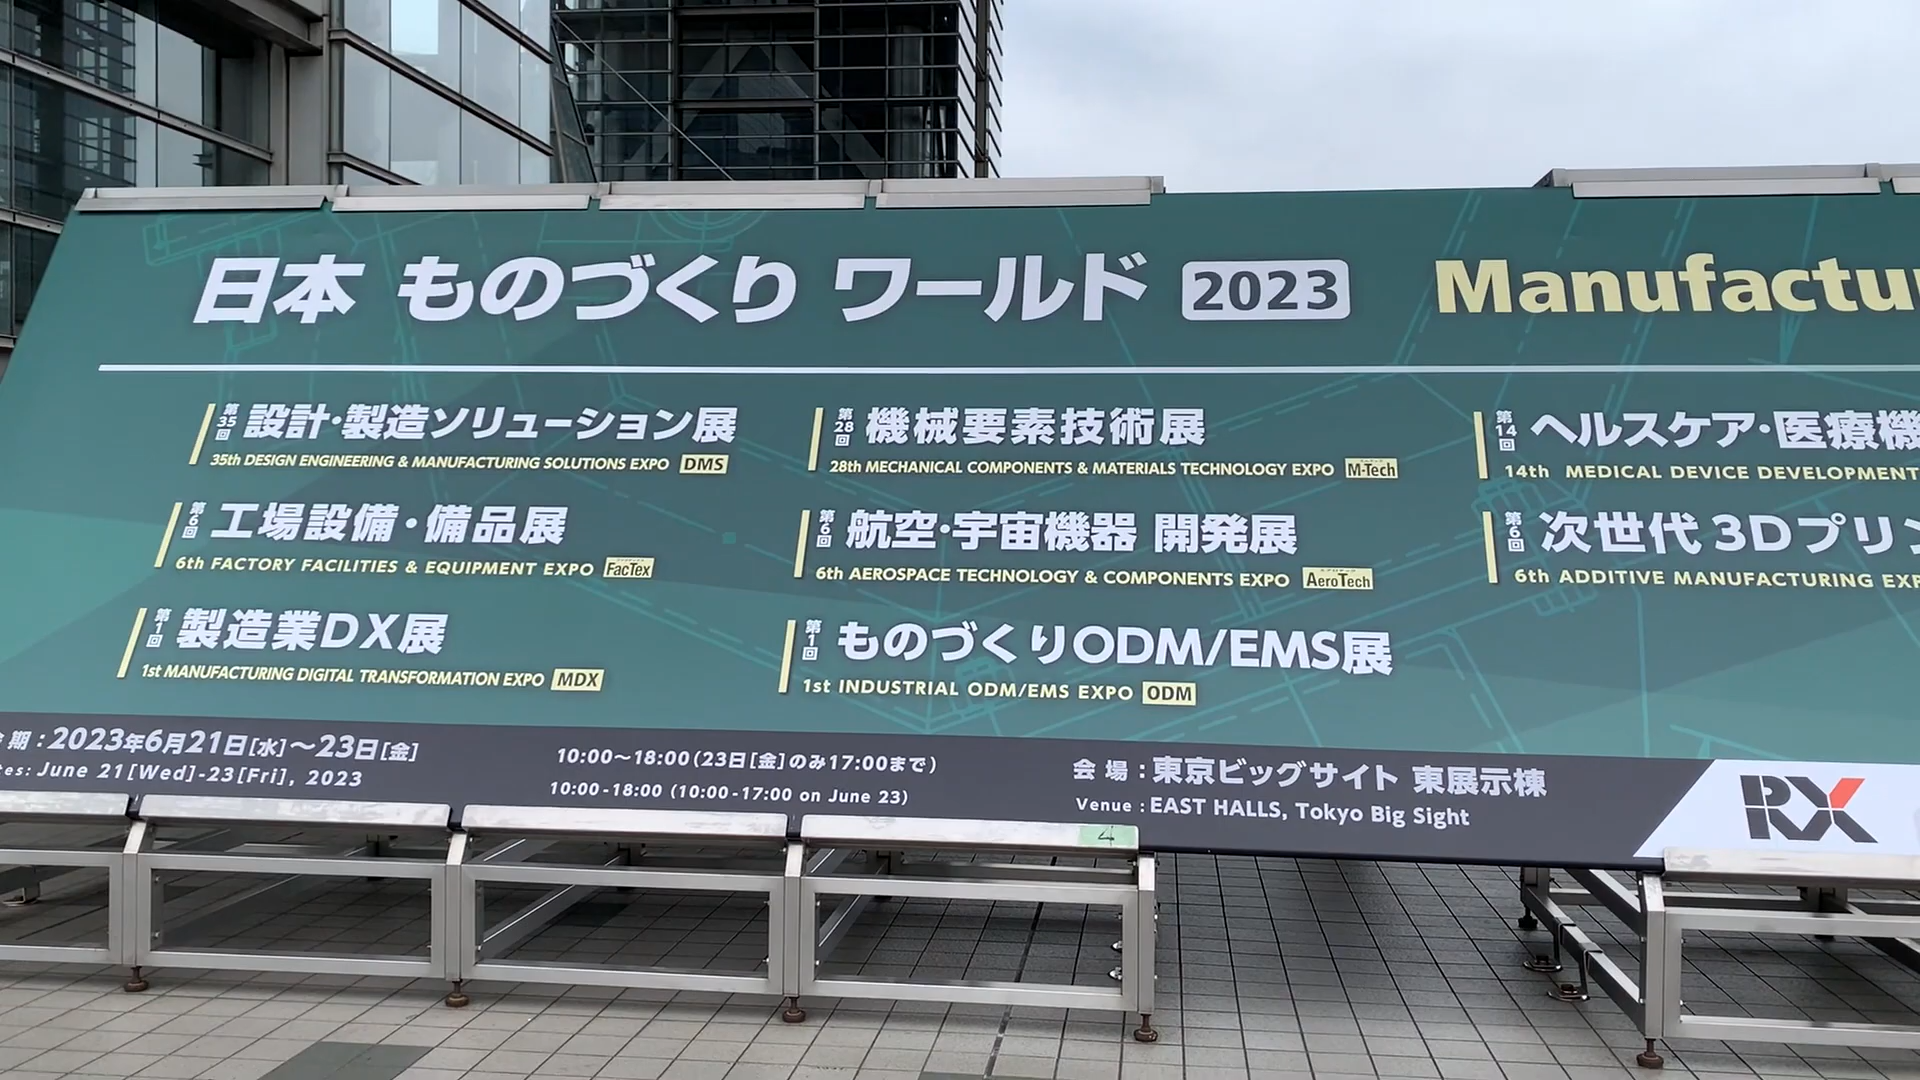 日本 ものづくり ワールド 2023 Manufactu
第35回 設計・製造ソリューション展
35th DESIGN ENGINEERING & MANUFACTURING SOLUTIONS EXPO DMS
第28回 機械要素技術展
28th MECHANICAL COMPONENTS & MATERIALS TECHNOLOGY EXPO M-Tech
第14回 ヘルスケア・医療機
14th MEDICAL DEVICE DEVELOPMENT
第6回 工場設備・備品展
6th FACTORY FACILITIES & EQUIPMENT EXPO FacTex
第6回 航空・宇宙機器 開発展
6th AEROSPACE TECHNOLOGY & COMPONENTS EXPO AeroTech
第6回 次世代 3Dプリン
6th ADDITIVE MANUFACTURING EXP
第1回 製造業DX展
1st MANUFACTURING DIGITAL TRANSFORMATION EXPO MDX
第1回 ものづくりODM/EMS展
1st INDUSTRIAL ODM/EMS EXPO ODM
期：2023年6月21日[水]～23日[金]
tes: June 21[Wed]-23[Fri], 2023
10:00～18:00（23日[金]のみ17:00まで）
10:00-18:00 (10:00-17:00 on June 23)
会場：東京ビッグサイト 東展示棟
Venue : EAST HALLS, Tokyo Big Sight
RX
4